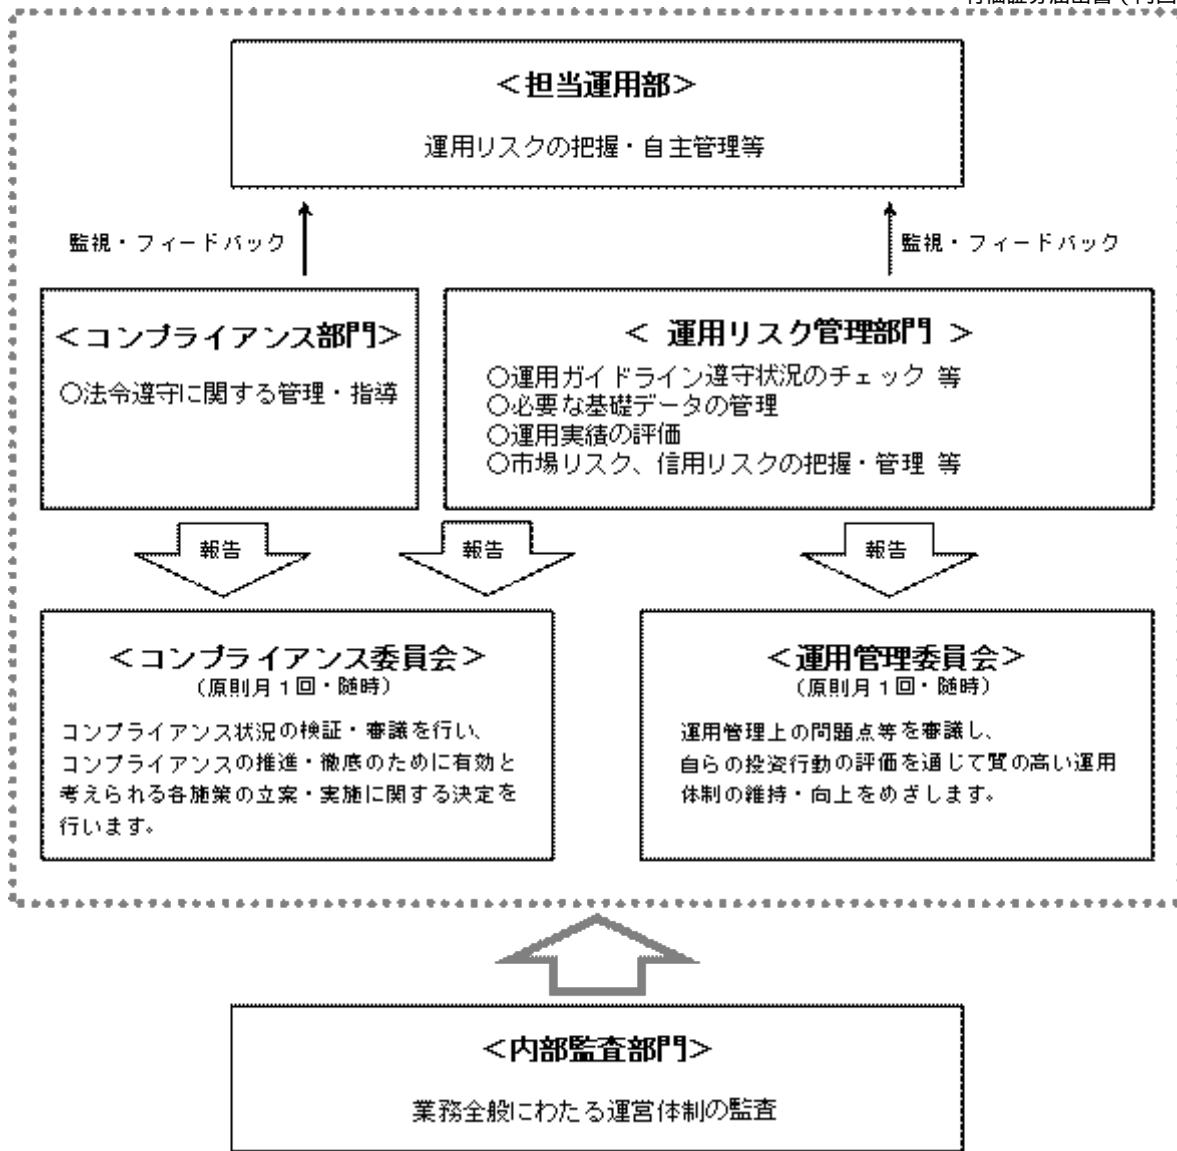 ＜担当運用部＞
運用リスクの把握・自主管理等
監視・フィードバック
監視・フィードバック
＜コンプライアンス部門＞
○法令遵守に関する管理・指導
＜ 運用リスク管理部門 ＞
○運用ガイドライン遵守状況のチェック 等
○必要な基礎データの管理
○運用実績の評価
○市場リスク、信用リスクの把握・管理 等
報告
報告
報告
＜コンプライアンス委員会＞
（原則月１回・随時）
コンプライアンス状況の検証・審議を行い、
コンプライアンスの推進・徹底のために有効と
考えられる各施策の立案・実施に関する決定を
行います。
＜運用管理委員会＞
（原則月１回・随時）
運用管理上の問題点等を審議し、
自らの投資行動の評価を通じて質の高い運用
体制の維持・向上をめざします。
＜内部監査部門＞
業務全般にわたる運営体制の監査